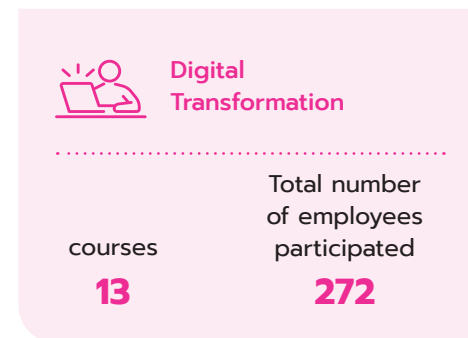 Digital
Transformation
courses
13
Total number
of employees
participated
272